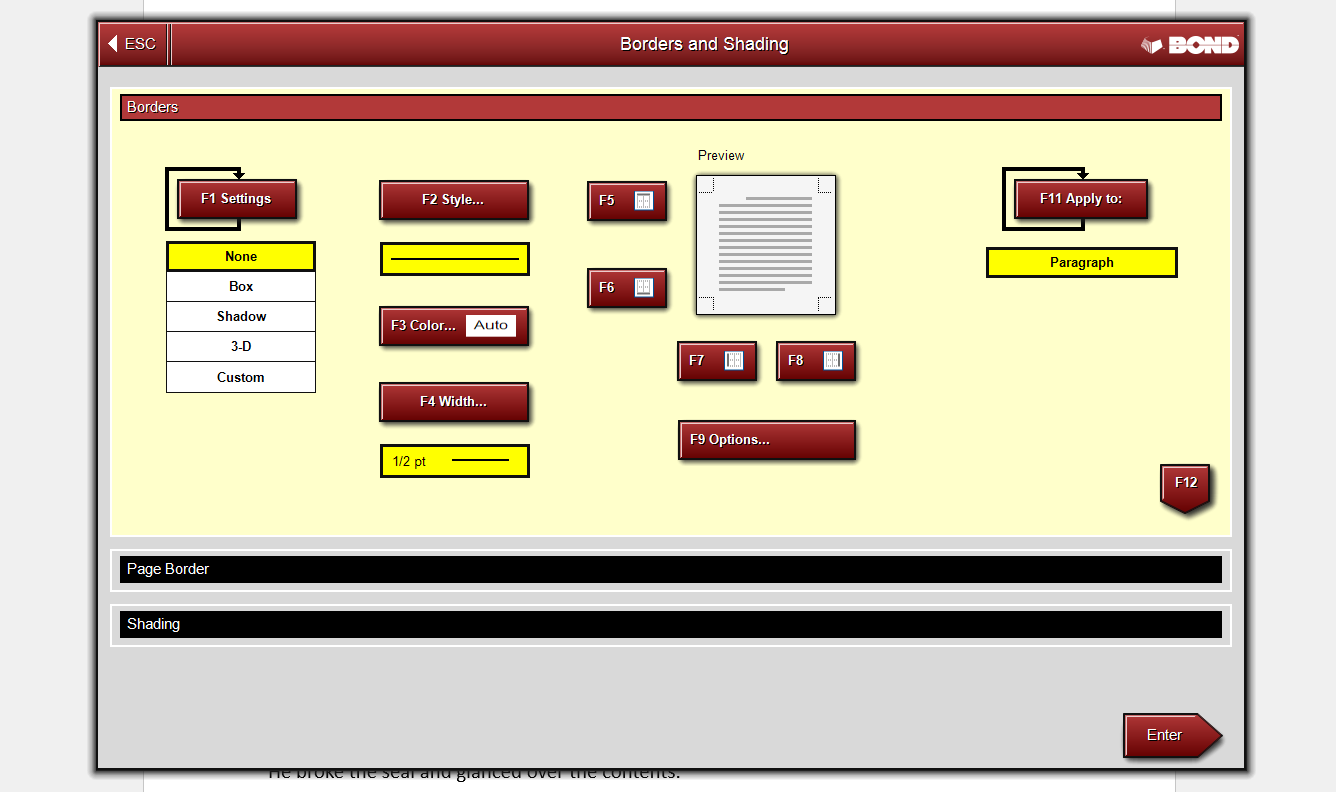 ESC
Borders and Shading
BOND
Borders
Preview
F1 Settings
None
Box
Shadow
3-D
Custom
F2 Style...
F3 Color... Auto
F4 Width...
1/2 pt
F5
F6
F7
F8
F9 Options...
F11 Apply to:
Paragraph
F12
Page Border
Shading
Enter
He broke the seal and glanced over the contents.